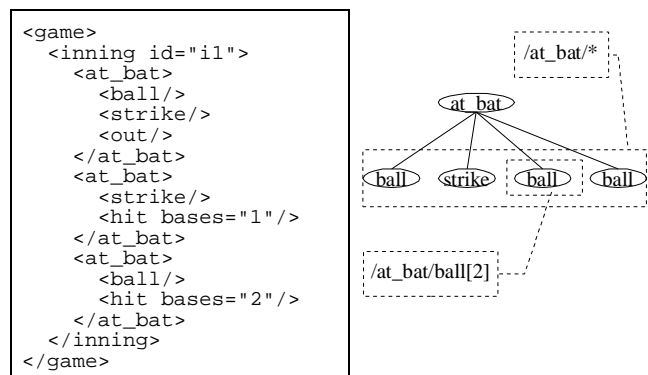 <game>
  <inning id="i1">
    <at_bat>
      <ball/>
      <strike/>
      <out/>
    </at_bat>
    <at_bat>
      <strike/>
      <hit bases="1"/>
    </at_bat>
    <at_bat>
      <ball/>
      <hit bases="2"/>
    </at_bat>
  </inning>
</game>
/at_bat/*
at_bat
ball strike ball ball
/at_bat/ball[2]